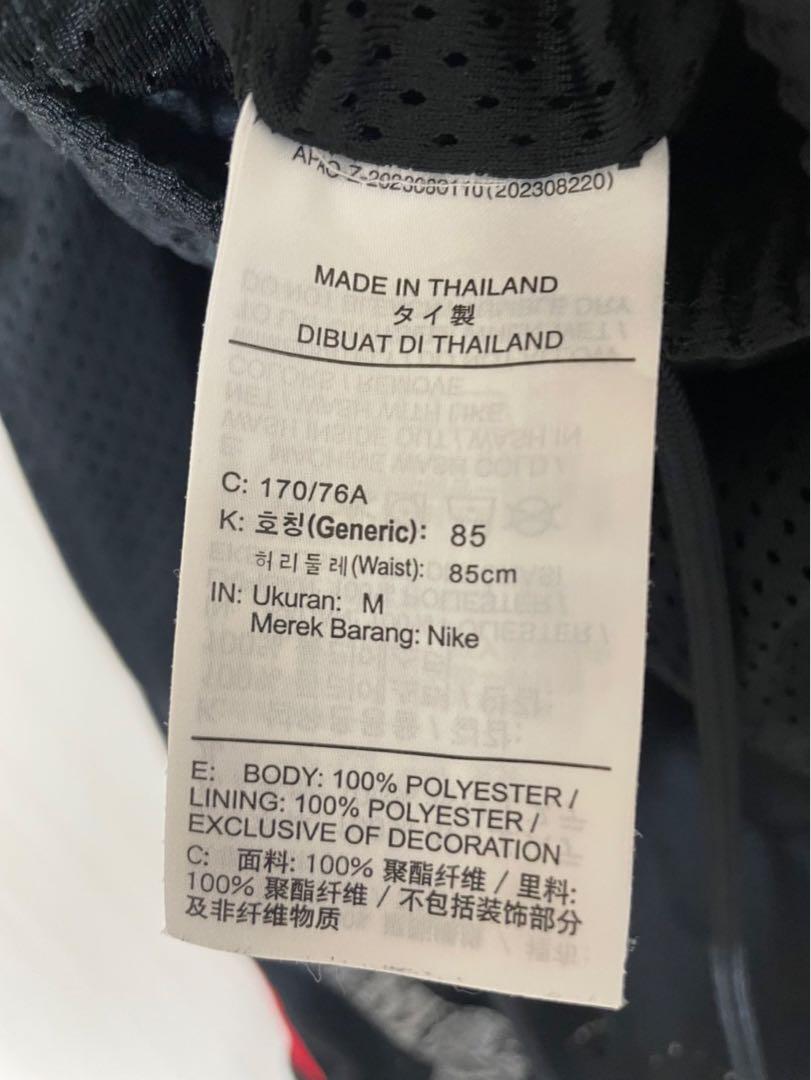 (202308220)
MADE IN THAILAND
タイ製
DIBUAT DI THAILAND
C: 170/76A
K: 호칭(Generic): 85
허리둘레(Waist): 85cm
IN: Ukuran: M
Merek Barang: Nike
E: BODY: 100% POLYESTER /
LINING: 100% POLYESTER /
EXCLUSIVE OF DECORATION
C: 面料: 100% 聚酯纤维 / 里料:
100% 聚酯纤维 / 不包括装饰部分
及非纤维物质